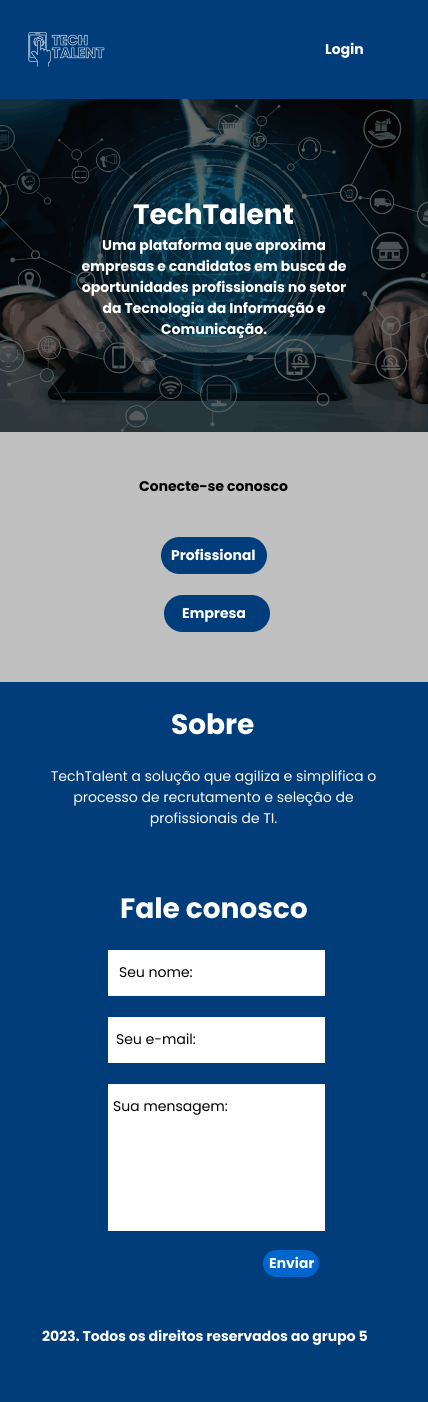 TECH
TALENT
Login
TechTalent
Uma plataforma que aproxima
empresas e candidatos em busca de
oportunidades profissionais no setor
da Tecnologia da Informação e
Comunicação.
Conecte-se conosco
Profissional
Empresa
Sobre
TechTalent a solução que agiliza e simplifica o
processo de recrutamento e seleção de
profissionais de TI.
Fale conosco
Seu nome:
Seu e-mail:
Sua mensagem:
Enviar
2023. Todos os direitos reservados ao grupo 5